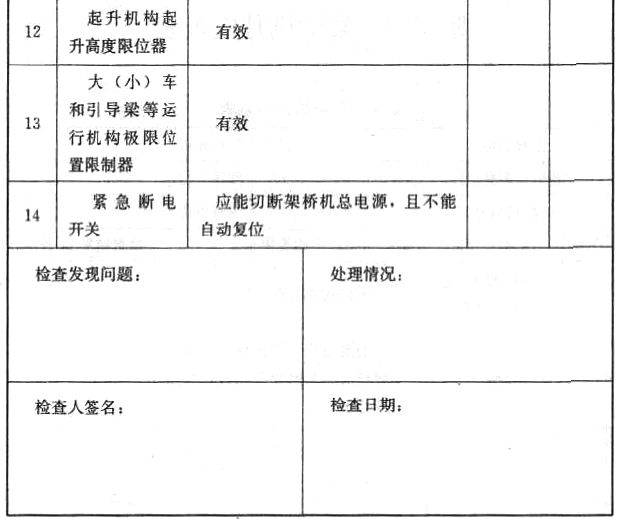 12
起升机构起
升高度限位器
有效
13
大（小）车
和引导梁等运
行机构极限位
置限制器
有效
14
紧急断电
开关
应能切断架桥机总电源，且不能
自动复位
检查发现问题：
处理情况：
检查人签名：
检查日期：